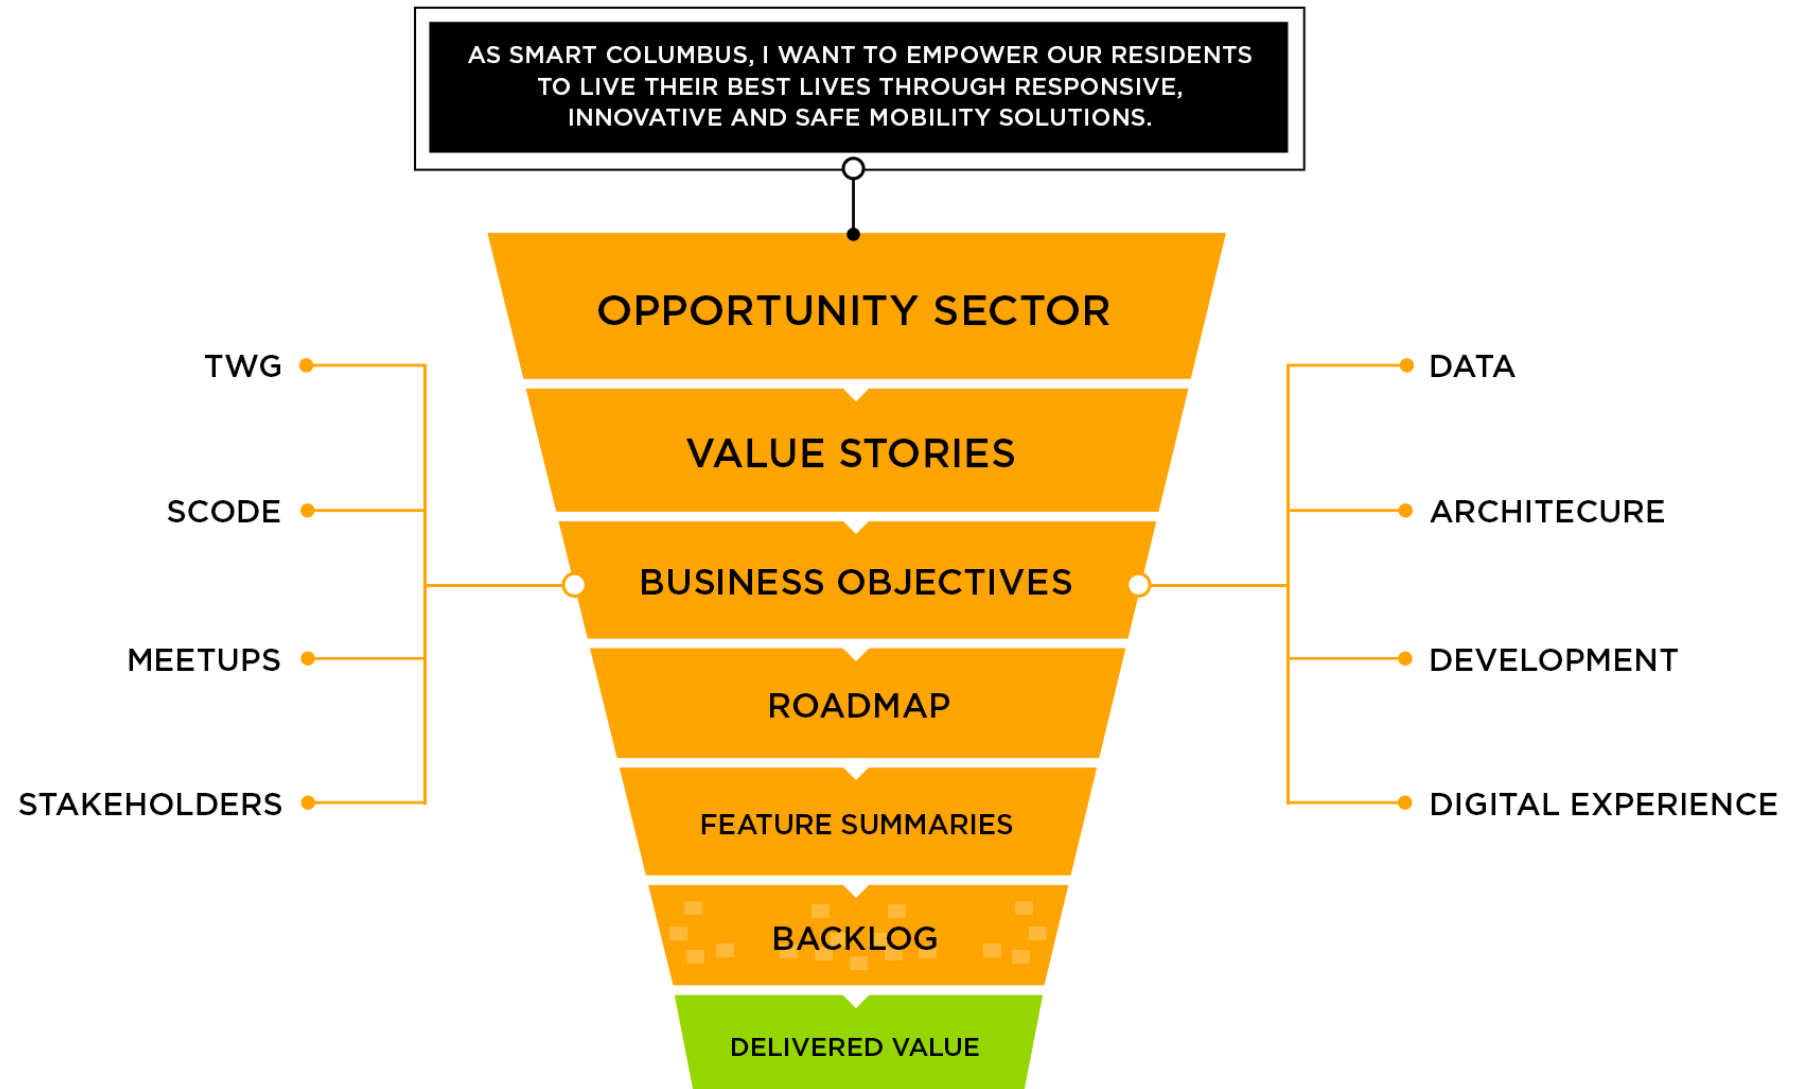 AS SMART COLUMBUS, I WANT TO EMPOWER OUR RESIDENTS
TO LIVE THEIR BEST LIVES THROUGH RESPONSIVE,
INNOVATIVE AND SAFE MOBILITY SOLUTIONS.
OPPORTUNITY SECTOR
VALUE STORIES
BUSINESS OBJECTIVES
ROADMAP
FEATURE SUMMARIES
BACKLOG
DELIVERED VALUE
TWG
SCODE
MEETUPS
STAKEHOLDERS
DATA
ARCHITECURE
DEVELOPMENT
DIGITAL EXPERIENCE